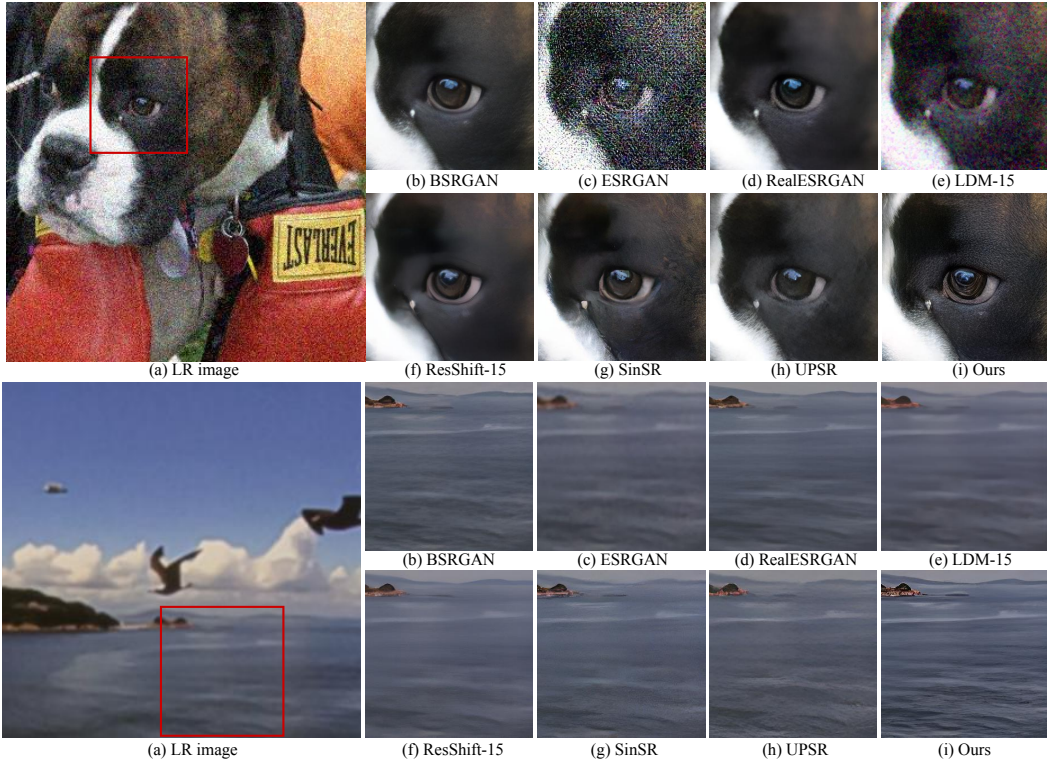 EVERLAST
(b) BSRGAN
(c) ESRGAN
(d) RealESRGAN
(e) LDM-15
(a) LR image
(f) ResShift-15
(g) SinSR
(h) UPSR
(i) Ours
(b) BSRGAN
(c) ESRGAN
(d) RealESRGAN
(e) LDM-15
(a) LR image
(f) ResShift-15
(g) SinSR
(h) UPSR
(i) Ours